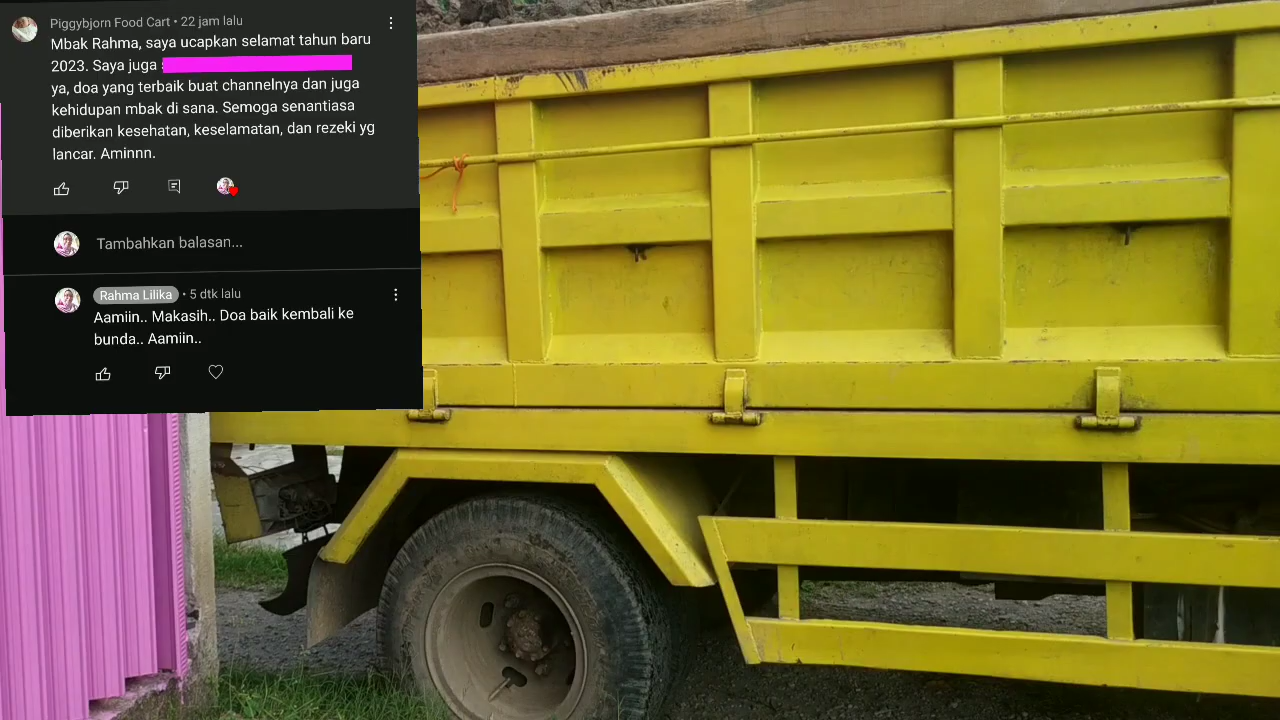 Piggybjorn Food Cart • 22 jam lalu
Mbak Rahma, saya ucapkan selamat tahun baru
2023. Saya juga
ya, doa yang terbaik buat channelnya dan juga
kehidupan mbak di sana. Semoga senantiasa
diberikan kesehatan, keselamatan, dan rezeki yg
lancar. Aminnn.
Tambahkan balasan...
Rahma Lilika • 5 dtk lalu
Aamiin.. Makasih.. Doa baik kembali ke
bunda.. Aamiin..